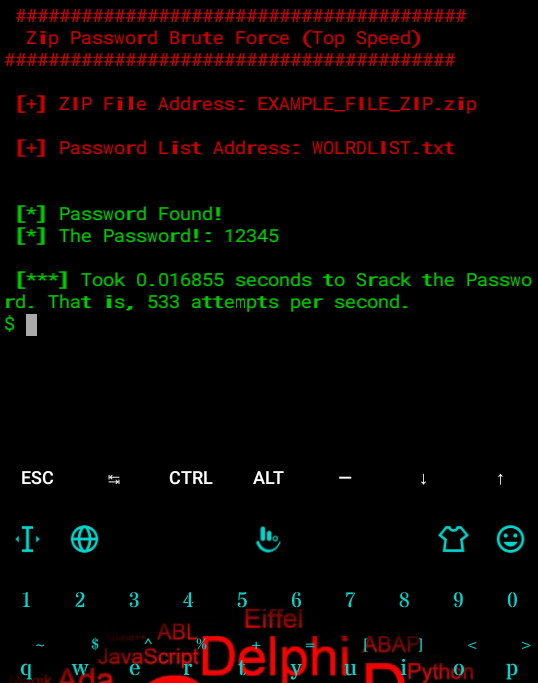 #########################################
Zip Password Brute Force (Top Speed)
#########################################
[+] ZIP File Address: EXAMPLE_FILE_ZIP.zip
[+] Password List Address: WOLRDLIST.txt
[*] Password Found!
[*] The Password!: 12345
[***] Took 0.016855 seconds to Srack the Passwo
rd. That is, 533 attempts per second.
$
ESC ↹ CTRL ALT — ↓ ↑
1 2 3 4 5 6 7 8 9 0
Eiffel
~ $ ^ ABL % + = [ ABAP ] < >
JavaScript Delphi
q w e r t y u i o p
Ada Python